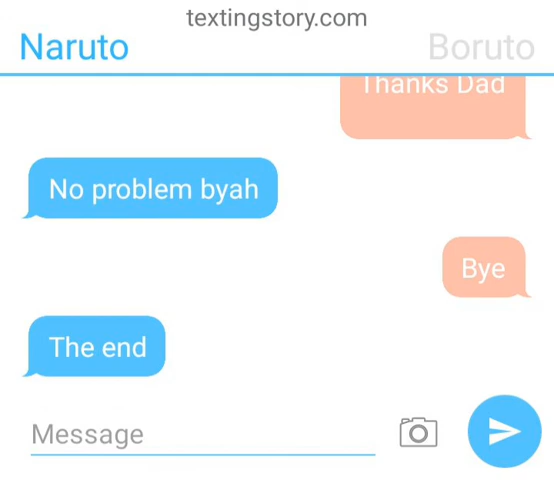 textingstory.com
Naruto
Boruto
Thanks Dad
No problem byah
Bye
The end
Message